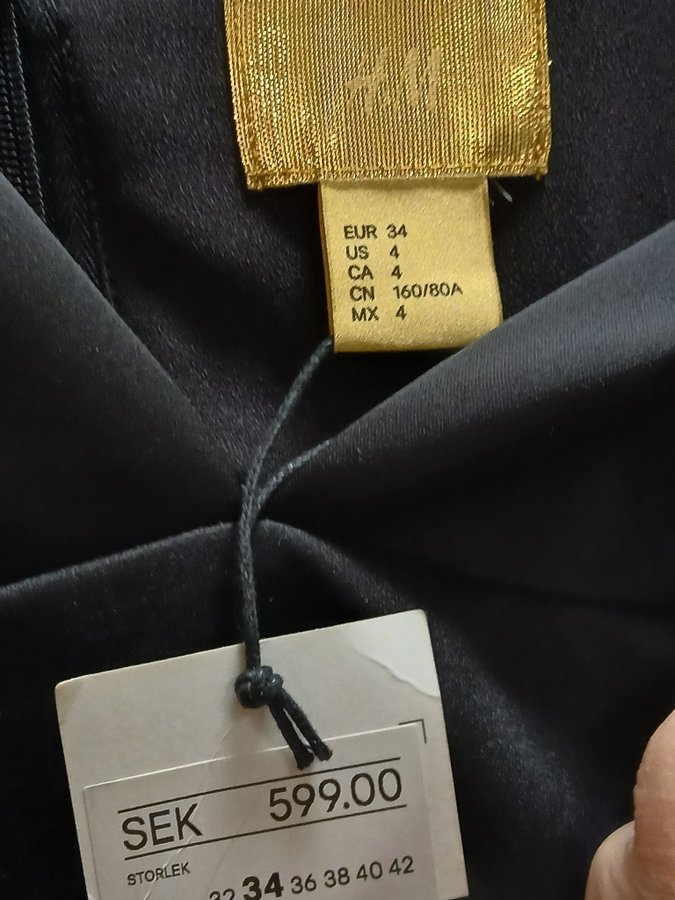 H&M
EUR 34
US 4
CA 4
CN 160/80A
MX 4
SEK 599.00
STORLEK
32 34 36 38 40 42